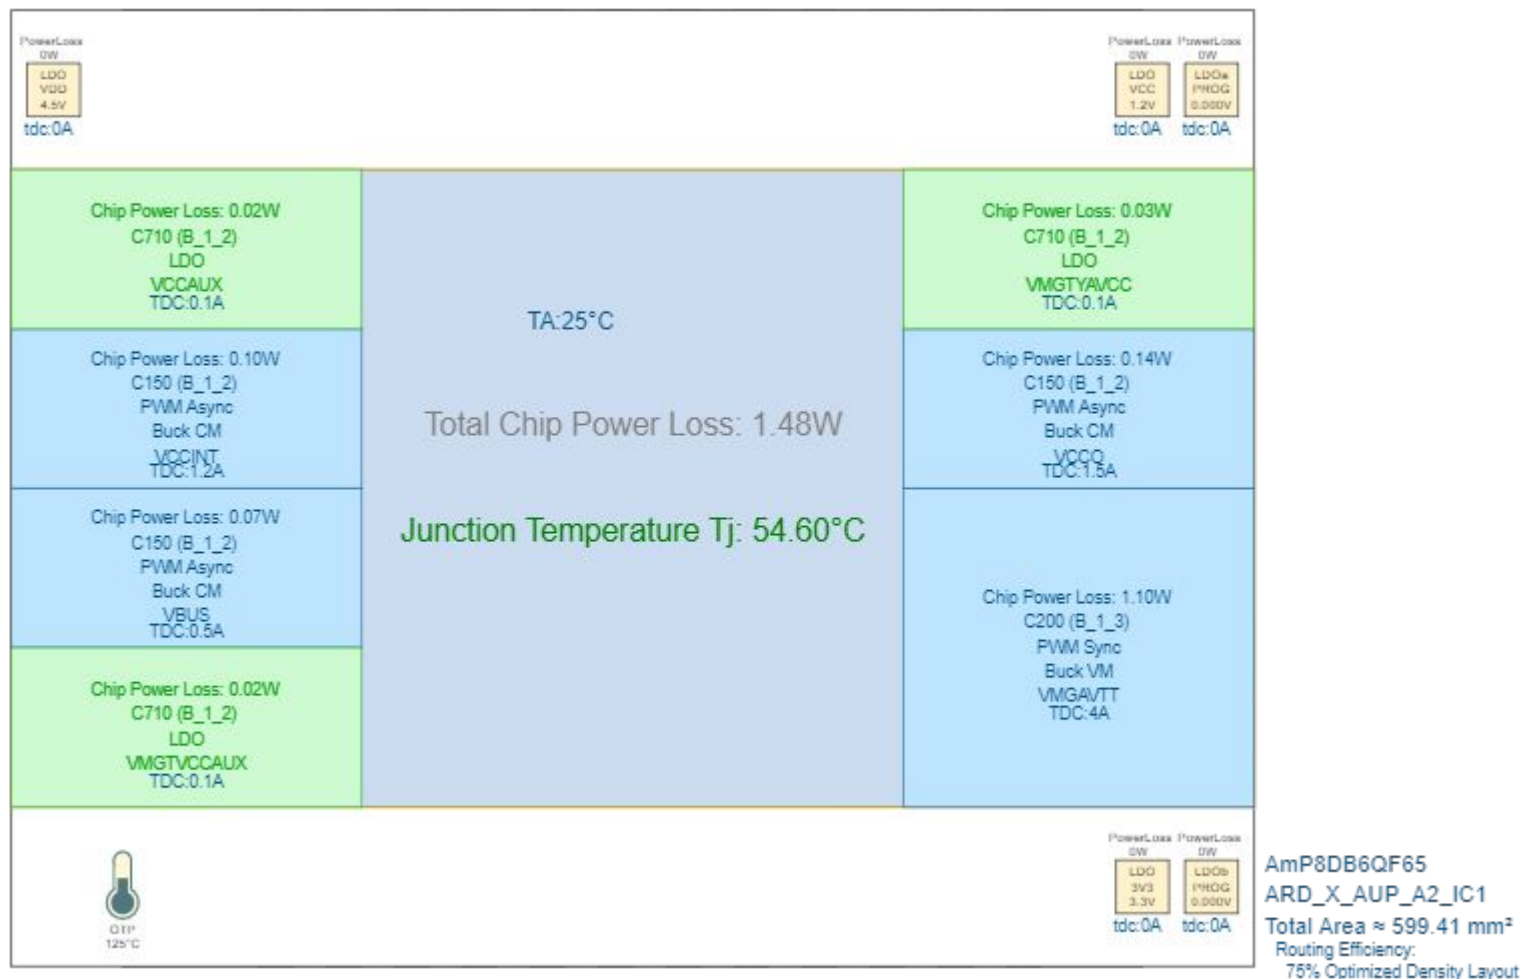 PowerLoss
0W
LDO
VDD
4.5V
tdc:0A
PowerLoss
0W
LDO
VCC
1.2V
tdc:0A
PowerLoss
0W
LDOa
PROG
0.000V
tdc:0A
Chip Power Loss: 0.02W
C710 (B_1_2)
LDO
VCCAUX
TDC:0.1A
Chip Power Loss: 0.10W
C150 (B_1_2)
PWM Async
Buck CM
VCCINT
TDC:1.2A
Chip Power Loss: 0.07W
C150 (B_1_2)
PWM Async
Buck CM
VBUS
TDC:0.5A
Chip Power Loss: 0.02W
C710 (B_1_2)
LDO
VMGTVCCAUX
TDC:0.1A
TA:25°C
Total Chip Power Loss: 1.48W
Junction Temperature Tj: 54.60°C
Chip Power Loss: 0.03W
C710 (B_1_2)
LDO
VMGTYAVCC
TDC:0.1A
Chip Power Loss: 0.14W
C150 (B_1_2)
PWM Async
Buck CM
VCCO
TDC:1.5A
Chip Power Loss: 1.10W
C200 (B_1_3)
PWM Sync
Buck VM
VMGAVTT
TDC:4A
OTP
125°C
PowerLoss
0W
LDO
3V3
3.3V
tdc:0A
PowerLoss
0W
LDOb
PROG
0.000V
tdc:0A
AmP8DB6QF65
ARD_X_AUP_A2_IC1
Total Area ≈ 599.41 mm²
Routing Efficiency:
75% Optimized Density Layout